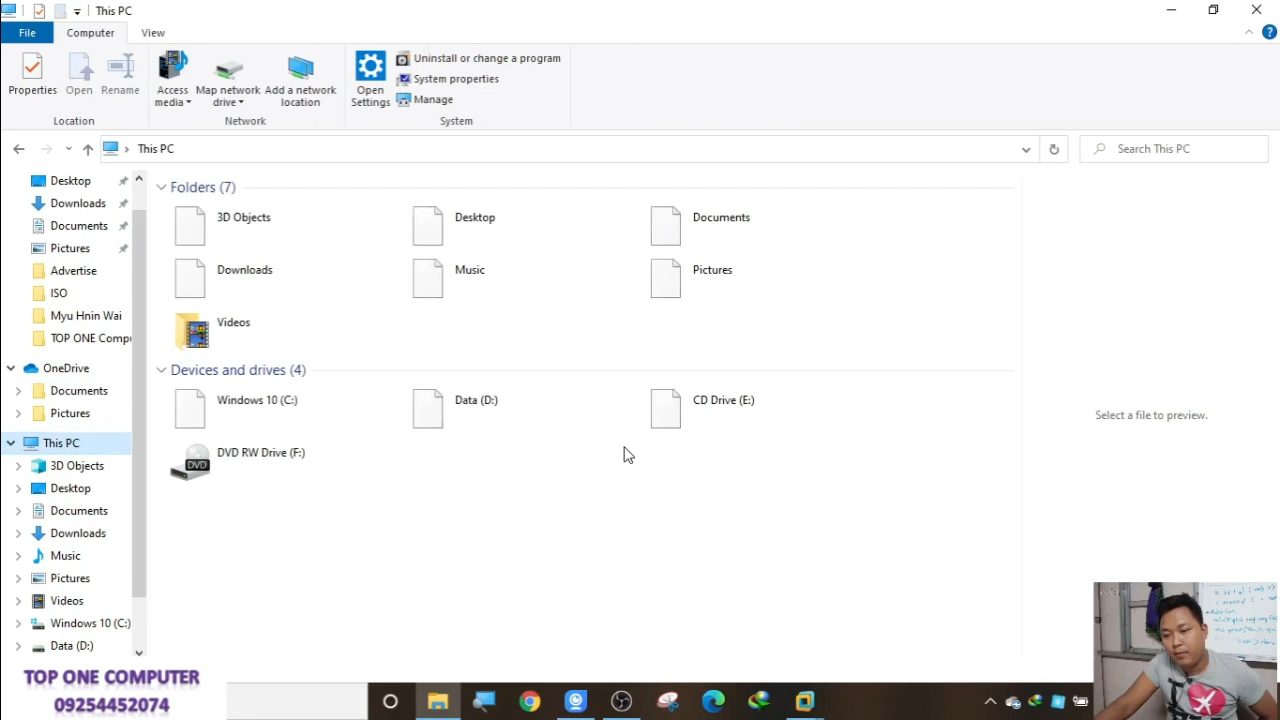 This PC
File Computer View
Properties Open Rename
Access media Map network drive Add a network location
Open Settings
Uninstall or change a program
System properties
Manage
Location Network System
This PC
Search This PC
Desktop
Downloads
Documents
Pictures
Advertise
ISO
Myu Hnin Wai
TOP ONE Compu
OneDrive
Documents
Pictures
This PC
3D Objects
Desktop
Documents
Downloads
Music
Pictures
Videos
Windows 10 (C:)
Data (D:)
Folders (7)
3D Objects Desktop Documents
Downloads Music Pictures
Videos
Devices and drives (4)
Windows 10 (C:) Data (D:) CD Drive (E:)
DVD
DVD RW Drive (F:)
Select a file to preview.
TOP ONE COMPUTER
09254452074